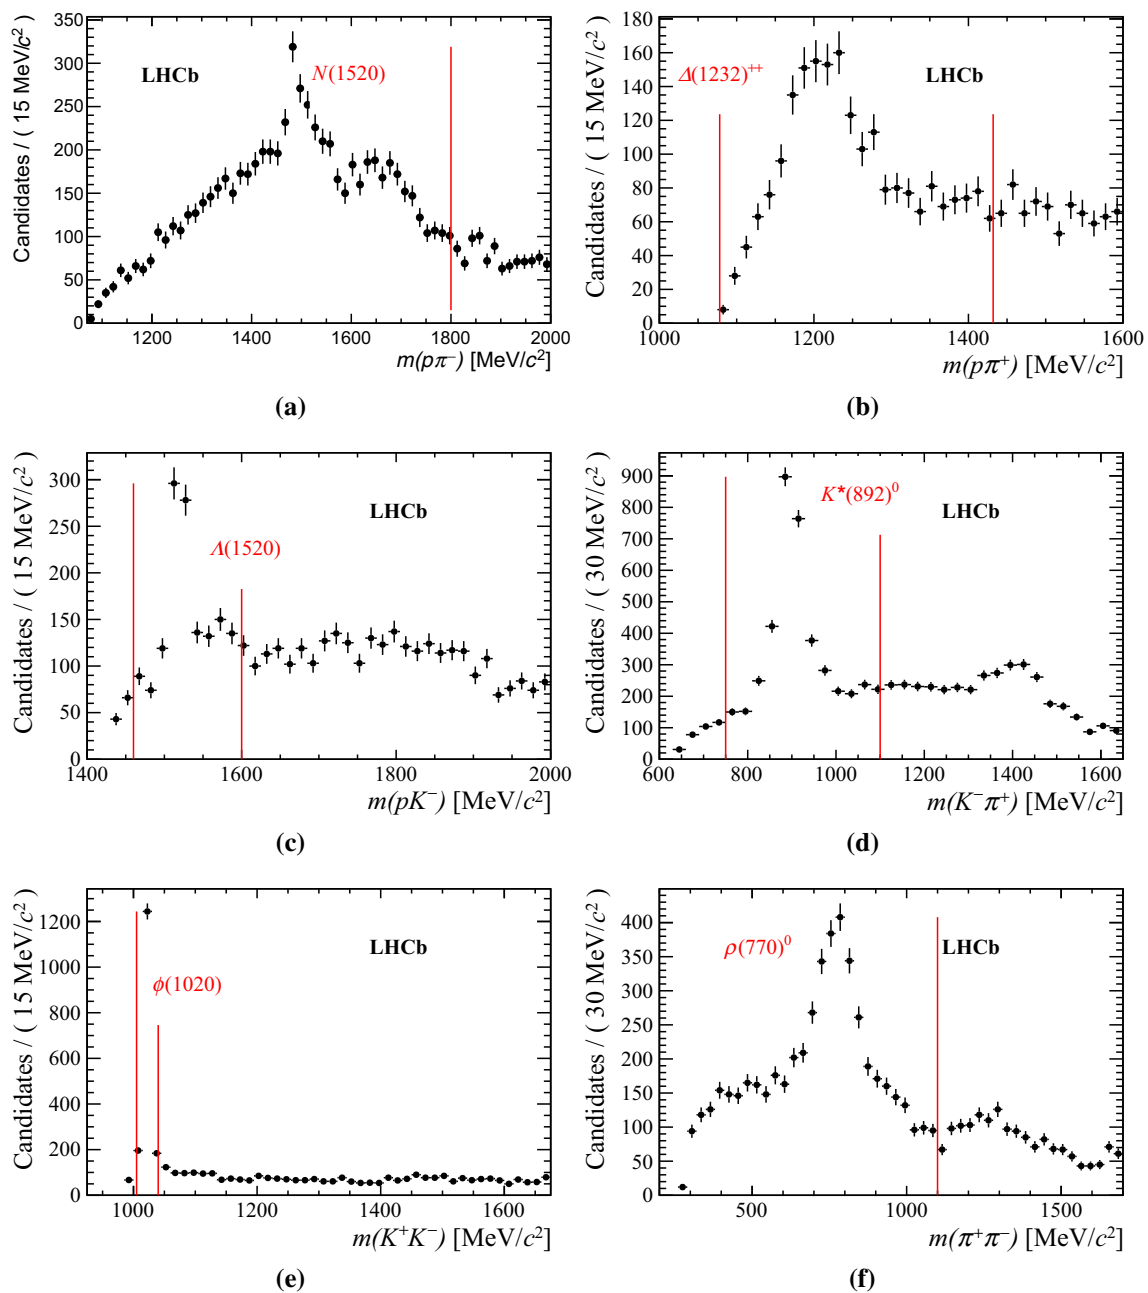 Candidates / ( 15 MeV/c²)
350
300
250
200
150
100
50
0
LHCb
N(1520)
1200 1400 1600 1800 2000
m(pπ⁻) [MeV/c²]
(a)
Candidates / ( 15 MeV/c²)
180
160
140
120
100
80
60
40
20
0
Δ(1232)⁺⁺
LHCb
1000 1200 1400 1600
m(pπ⁺) [MeV/c²]
(b)
Candidates / ( 15 MeV/c²)
300
250
200
150
100
50
0
LHCb
Λ(1520)
1400 1600 1800 2000
m(pK⁻) [MeV/c²]
(c)
Candidates / ( 30 MeV/c²)
900
800
700
600
500
400
300
200
100
0
K*(892)⁰
LHCb
600 800 1000 1200 1400 1600
m(K⁻π⁺) [MeV/c²]
(d)
Candidates / ( 15 MeV/c²)
1200
1000
800
600
400
200
0
LHCb
ϕ(1020)
1000 1200 1400 1600
m(K⁺K⁻) [MeV/c²]
(e)
Candidates / ( 30 MeV/c²)
400
350
300
250
200
150
100
50
0
ρ(770)⁰
LHCb
500 1000 1500
m(π⁺π⁻) [MeV/c²]
(f)